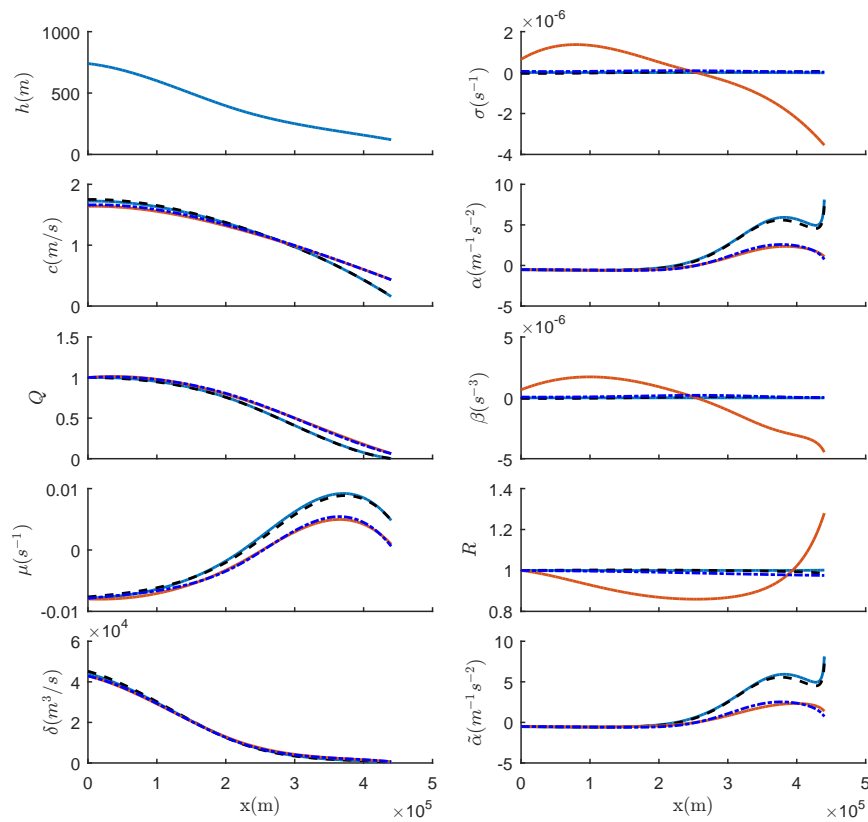 1000
500
0
h(m)
×10⁻⁶
2
0
-2
-4
σ(s⁻¹)
2
1
0
c(m/s)
10
5
0
-5
α(m⁻¹s⁻²)
1.5
1
0.5
0
Q
×10⁻⁶
5
0
-5
β(s⁻³)
0.01
0
-0.01
μ(s⁻¹)
1.4
1.2
1
0.8
R
×10⁴
6
4
2
0
δ(m³/s)
0 1 2 3 4 5
x(m)
×10⁵
10
5
0
-5
α̃(m⁻¹s⁻²)
0 1 2 3 4 5
x(m)
×10⁵